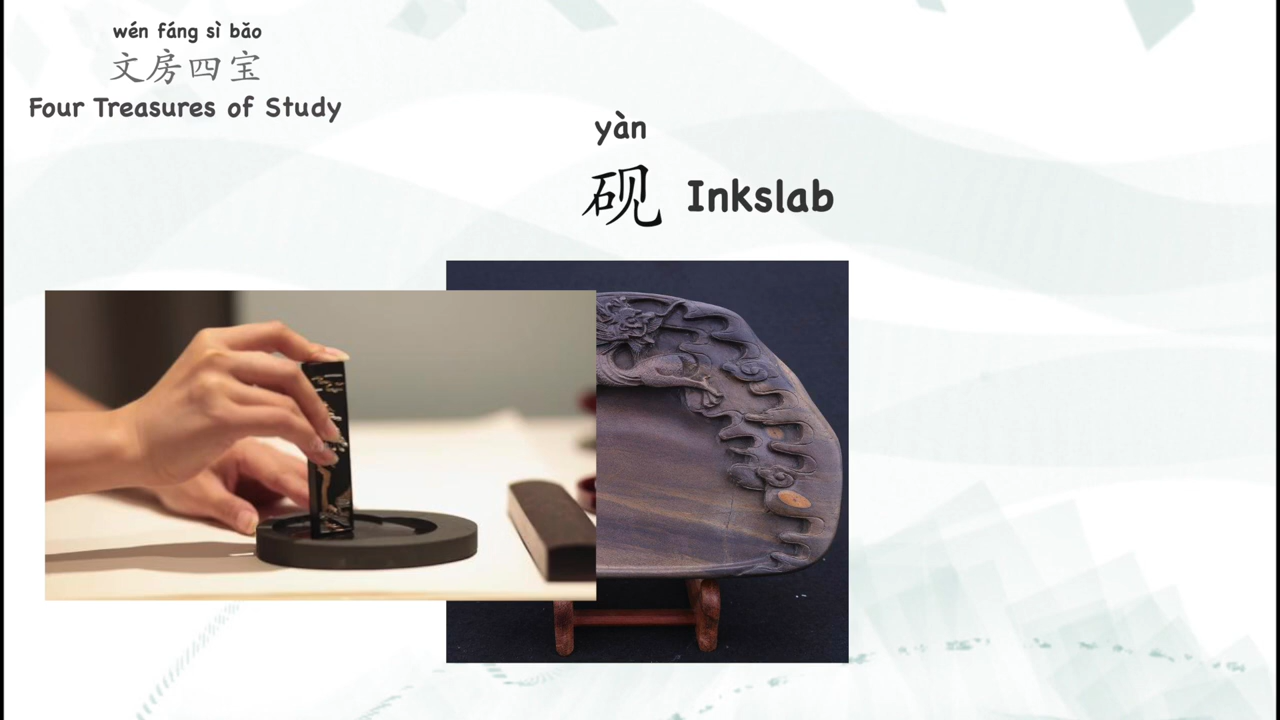 wén fáng sì bǎo
文房四宝
Four Treasures of Study
yàn
砚 Inkslab